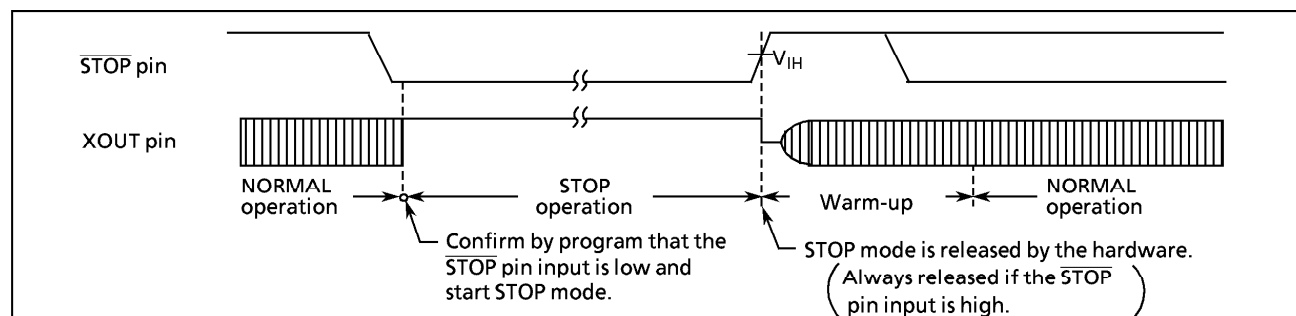 STOP pin
VIH
XOUT pin
NORMAL
operation
STOP
operation
Warm-up
NORMAL
operation
Confirm by program that the
STOP pin input is low and
start STOP mode.
STOP mode is released by the hardware.
(Always released if the STOP
pin input is high.)